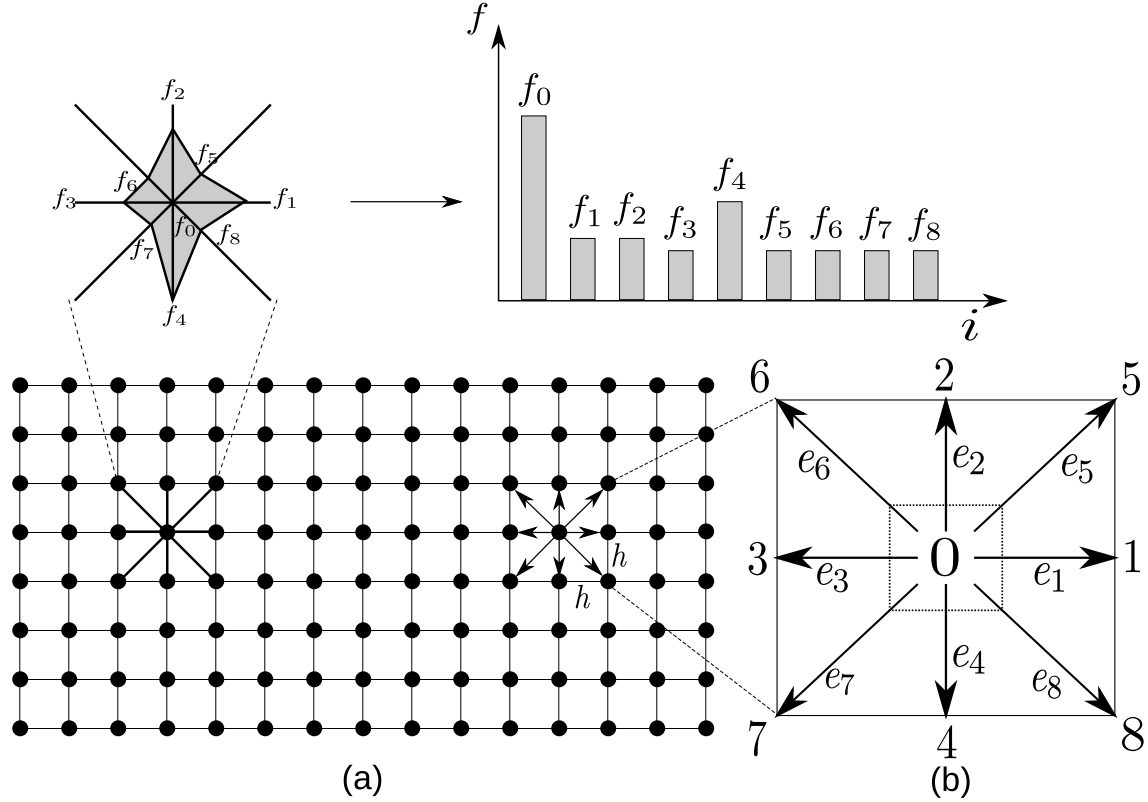 f
f₀
f₁
f₂
f₃
f₄
f₅
f₆
f₇
f₈
i
f₂
f₅
f₆
f₃
f₁
f₀
f₇
f₈
f₄
h
h
6
2
5
e₆
e₂
e₅
3
0
1
e₃
e₁
e₇
e₄
e₈
7
4
8
(a)
(b)